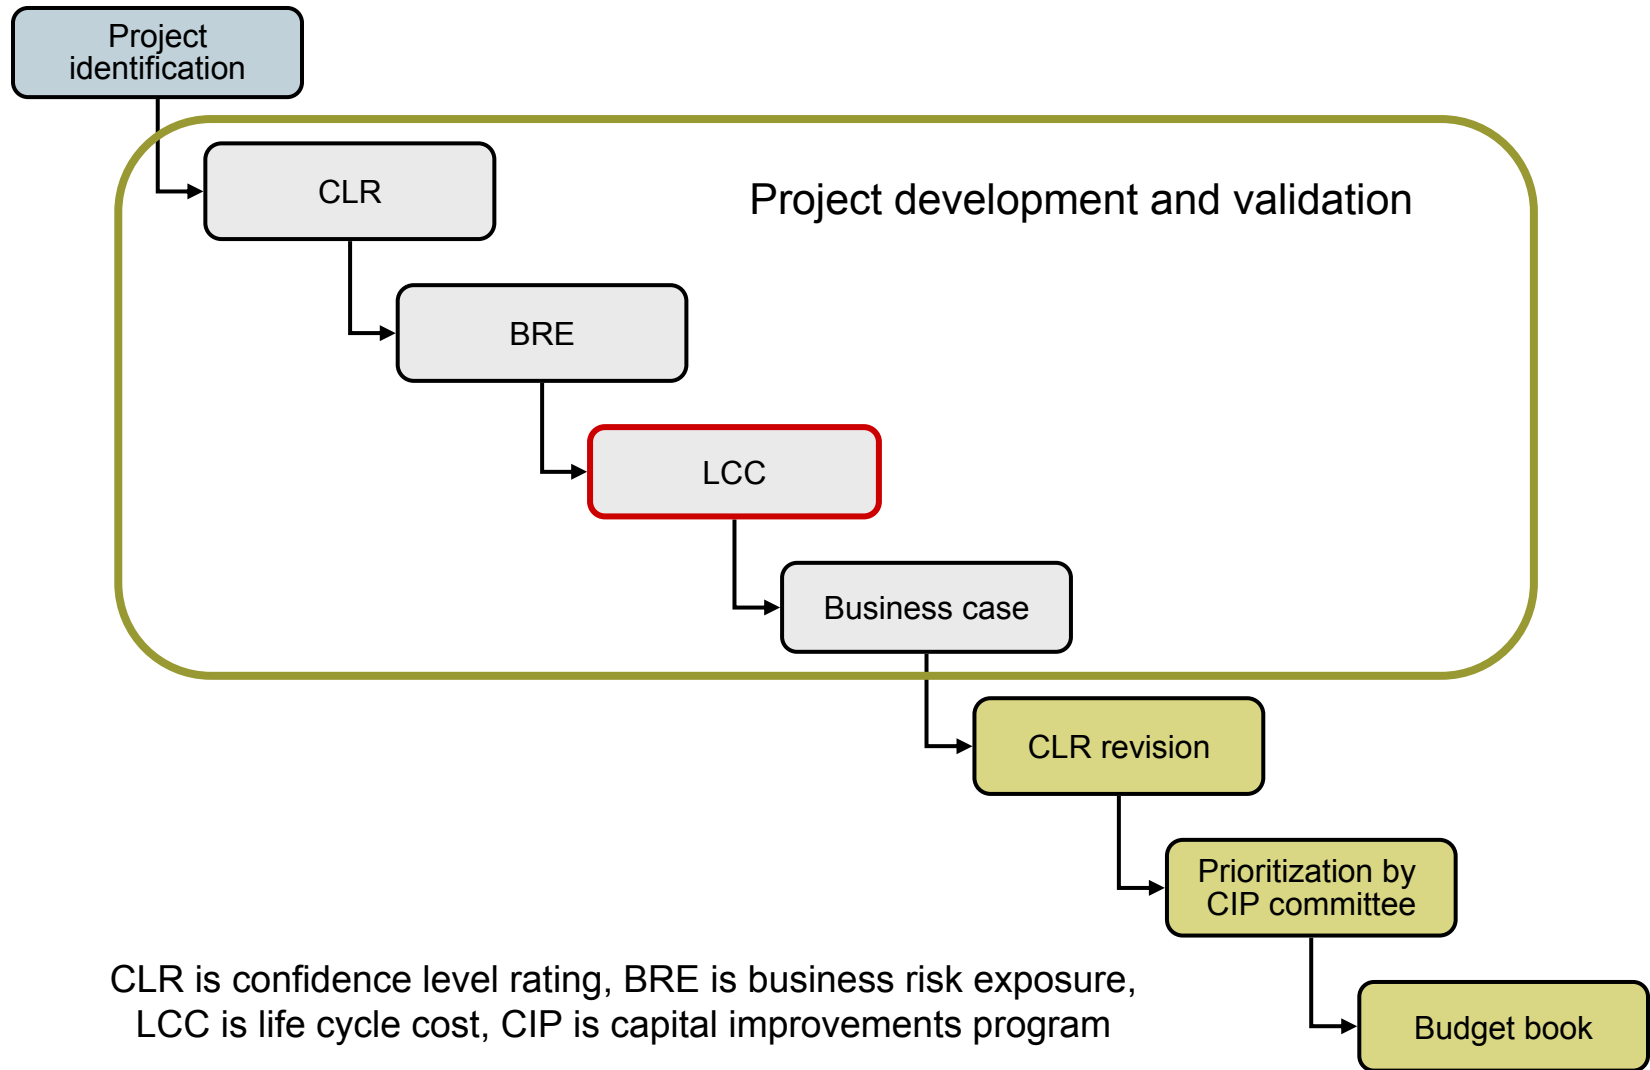 Project
identification
CLR
Project development and validation
BRE
LCC
Business case
CLR revision
Prioritization by
CIP committee
CLR is confidence level rating, BRE is business risk exposure,
LCC is life cycle cost, CIP is capital improvements program
Budget book